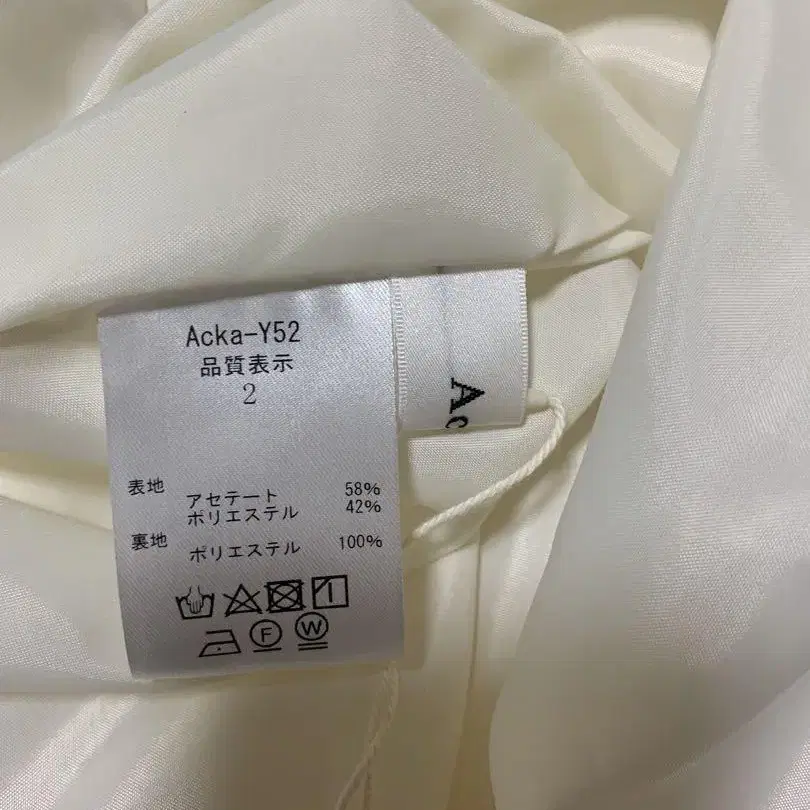 Acka-Y52
品質表示
2
表地
アセテート 58%
ポリエステル 42%
裏地
ポリエステル 100%
F W
Ac